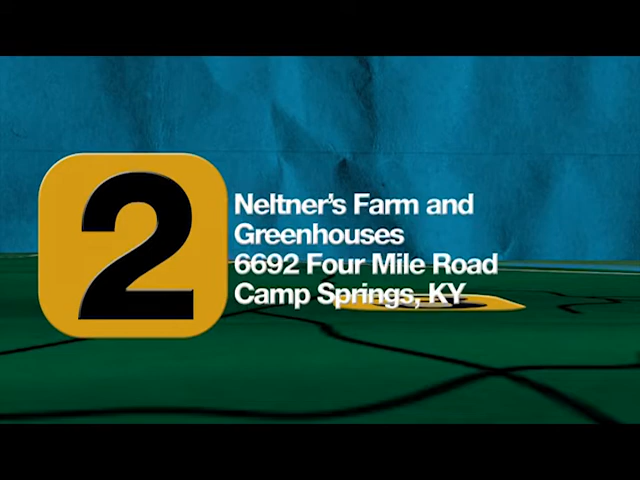 2
Neltner's Farm and
Greenhouses
6692 Four Mile Road
Camp Springs, KY